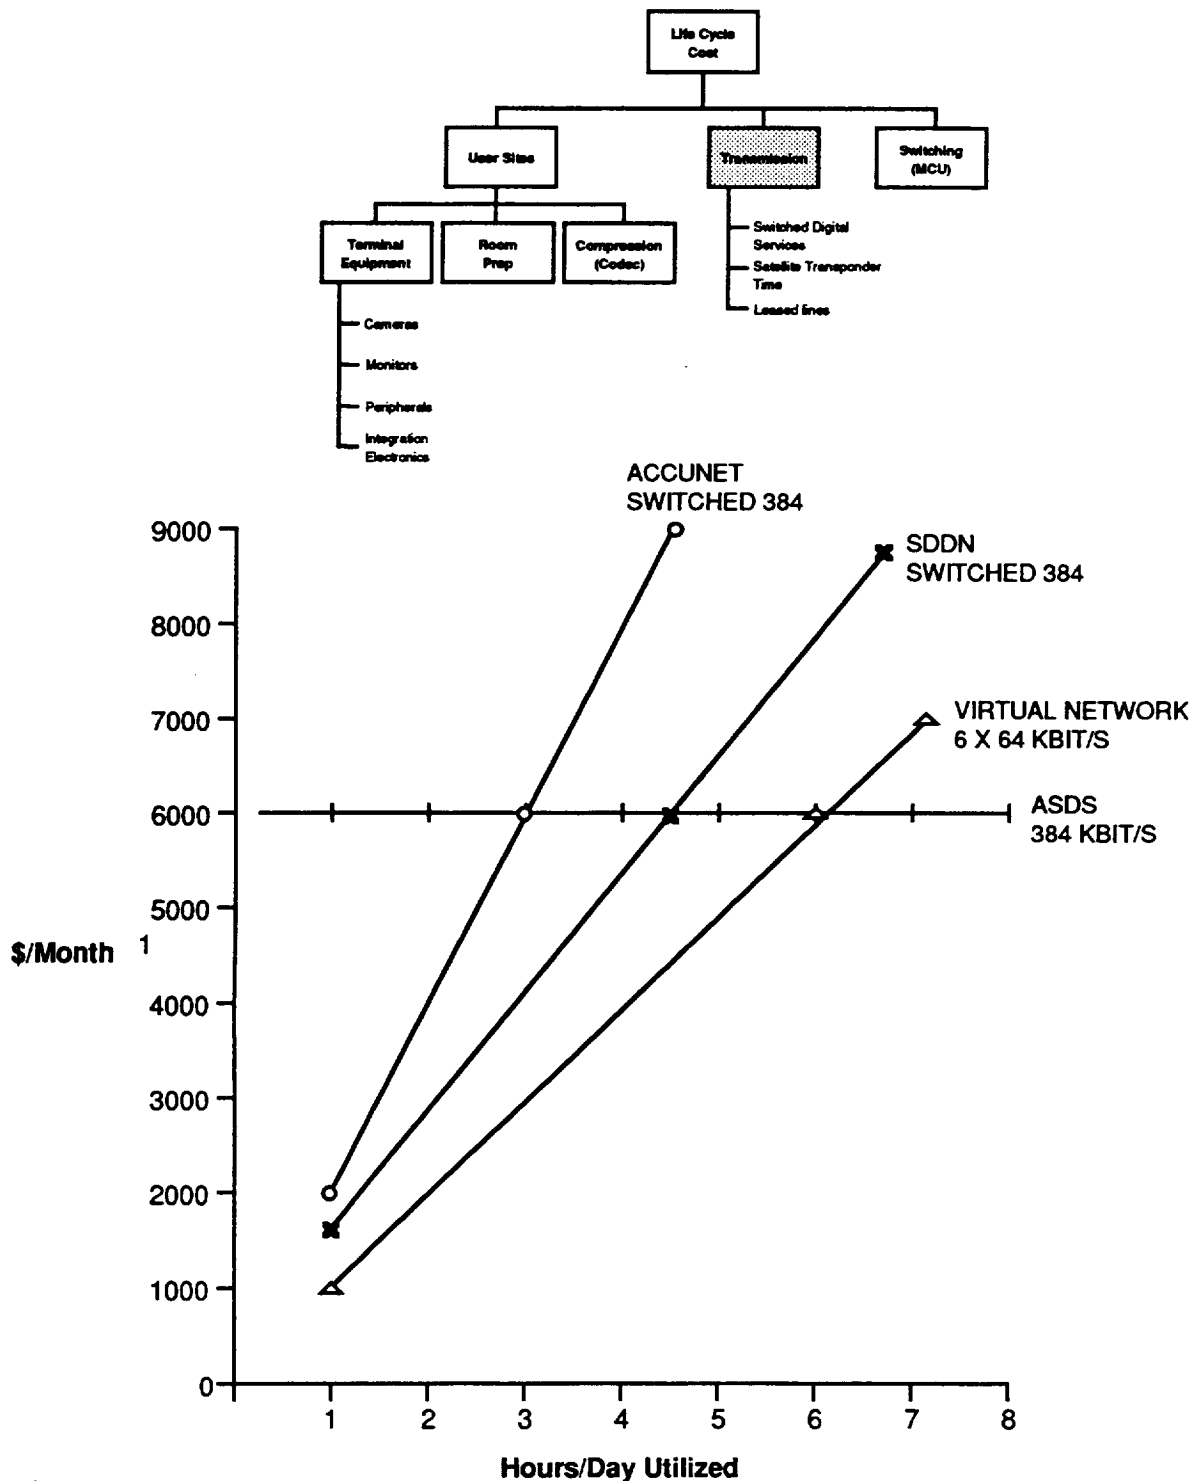 Life Cycle
Cost
User Sites
Transmission
Switching
(MCU)
Terminal
Equipment
Room
Prep
Compression
(Codec)
Switched Digital
Services
Satellite Transponder
Time
Leased lines
Cameras
Monitors
Peripherals
Integration
Electronics
ACCUNET
SWITCHED 384
SDDN
SWITCHED 384
VIRTUAL NETWORK
6 X 64 KBIT/S
ASDS
384 KBIT/S
9000
8000
7000
6000
5000
$/Month 1
4000
3000
2000
1000
0
1 2 3 4 5 6 7 8
Hours/Day Utilized